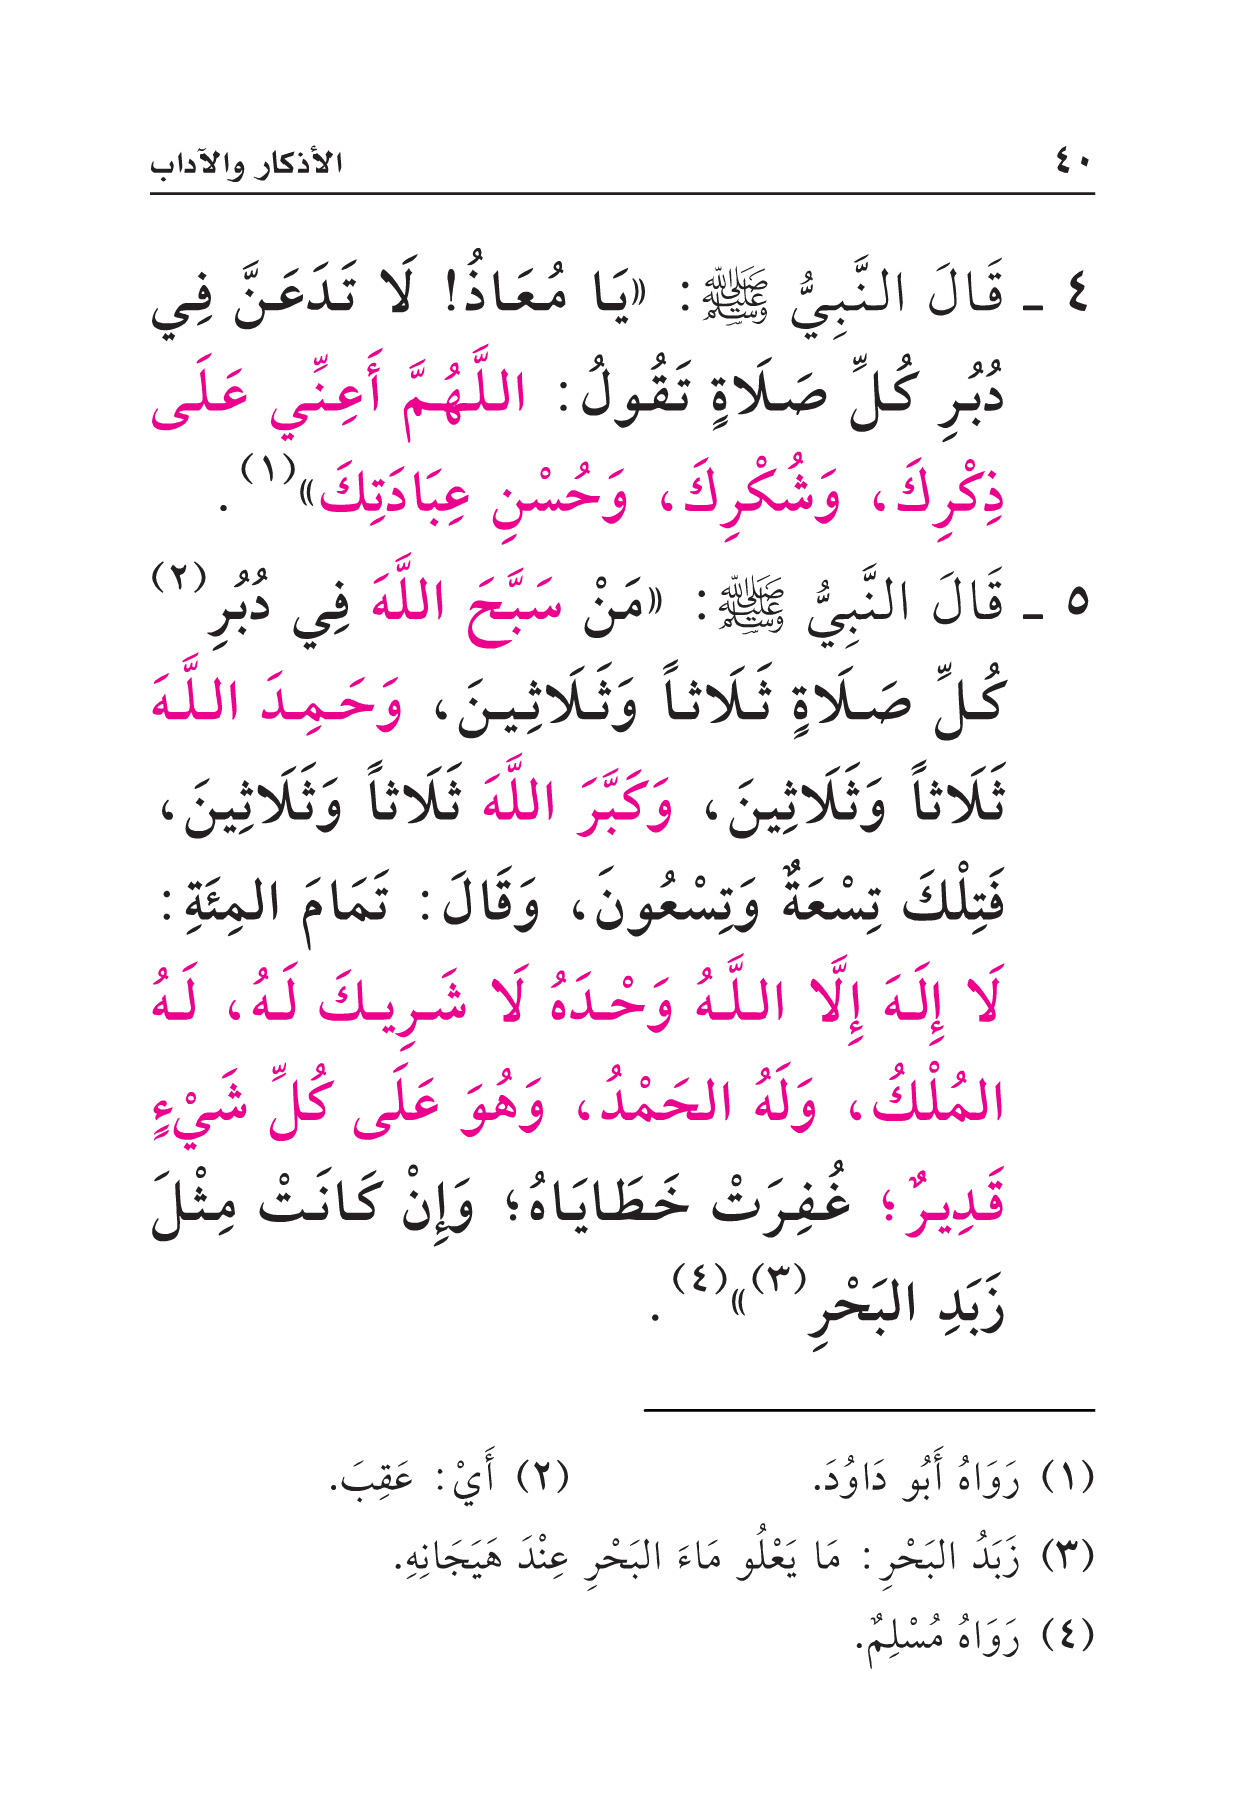 ٤٠ الأذكار والآداب
٤ ـ قَالَ النَّبِيُّ ﷺ: «يَا مُعَاذُ! لَا تَدَعَنَّ فِي
دُبُرِ كُلِّ صَلَاةٍ تَقُولُ: اللَّهُمَّ أَعِنِّي عَلَى
ذِكْرِكَ، وَشُكْرِكَ، وَحُسْنِ عِبَادَتِكَ»(١).
٥ ـ قَالَ النَّبِيُّ ﷺ: «مَنْ سَبَّحَ اللَّهَ فِي دُبُرِ(٢)
كُلِّ صَلَاةٍ ثَلَاثاً وَثَلَاثِينَ، وَحَمِدَ اللَّهَ
ثَلَاثاً وَثَلَاثِينَ، وَكَبَّرَ اللَّهَ ثَلَاثاً وَثَلَاثِينَ،
فَتِلْكَ تِسْعَةٌ وَتِسْعُونَ، وَقَالَ: تَمَامَ المِئَةِ:
لَا إِلَهَ إِلَّا اللَّهُ وَحْدَهُ لَا شَرِيكَ لَهُ، لَهُ
المُلْكُ، وَلَهُ الحَمْدُ، وَهُوَ عَلَى كُلِّ شَيْءٍ
قَدِيرٌ؛ غُفِرَتْ خَطَايَاهُ؛ وَإِنْ كَانَتْ مِثْلَ
زَبَدِ البَحْرِ(٣)»(٤).
(١) رَوَاهُ أَبُو دَاوُدَ. (٢) أَيْ: عَقِبَ.
(٣) زَبَدُ البَحْرِ: مَا يَعْلُو مَاءَ البَحْرِ عِنْدَ هَيَجَانِهِ.
(٤) رَوَاهُ مُسْلِمٌ.